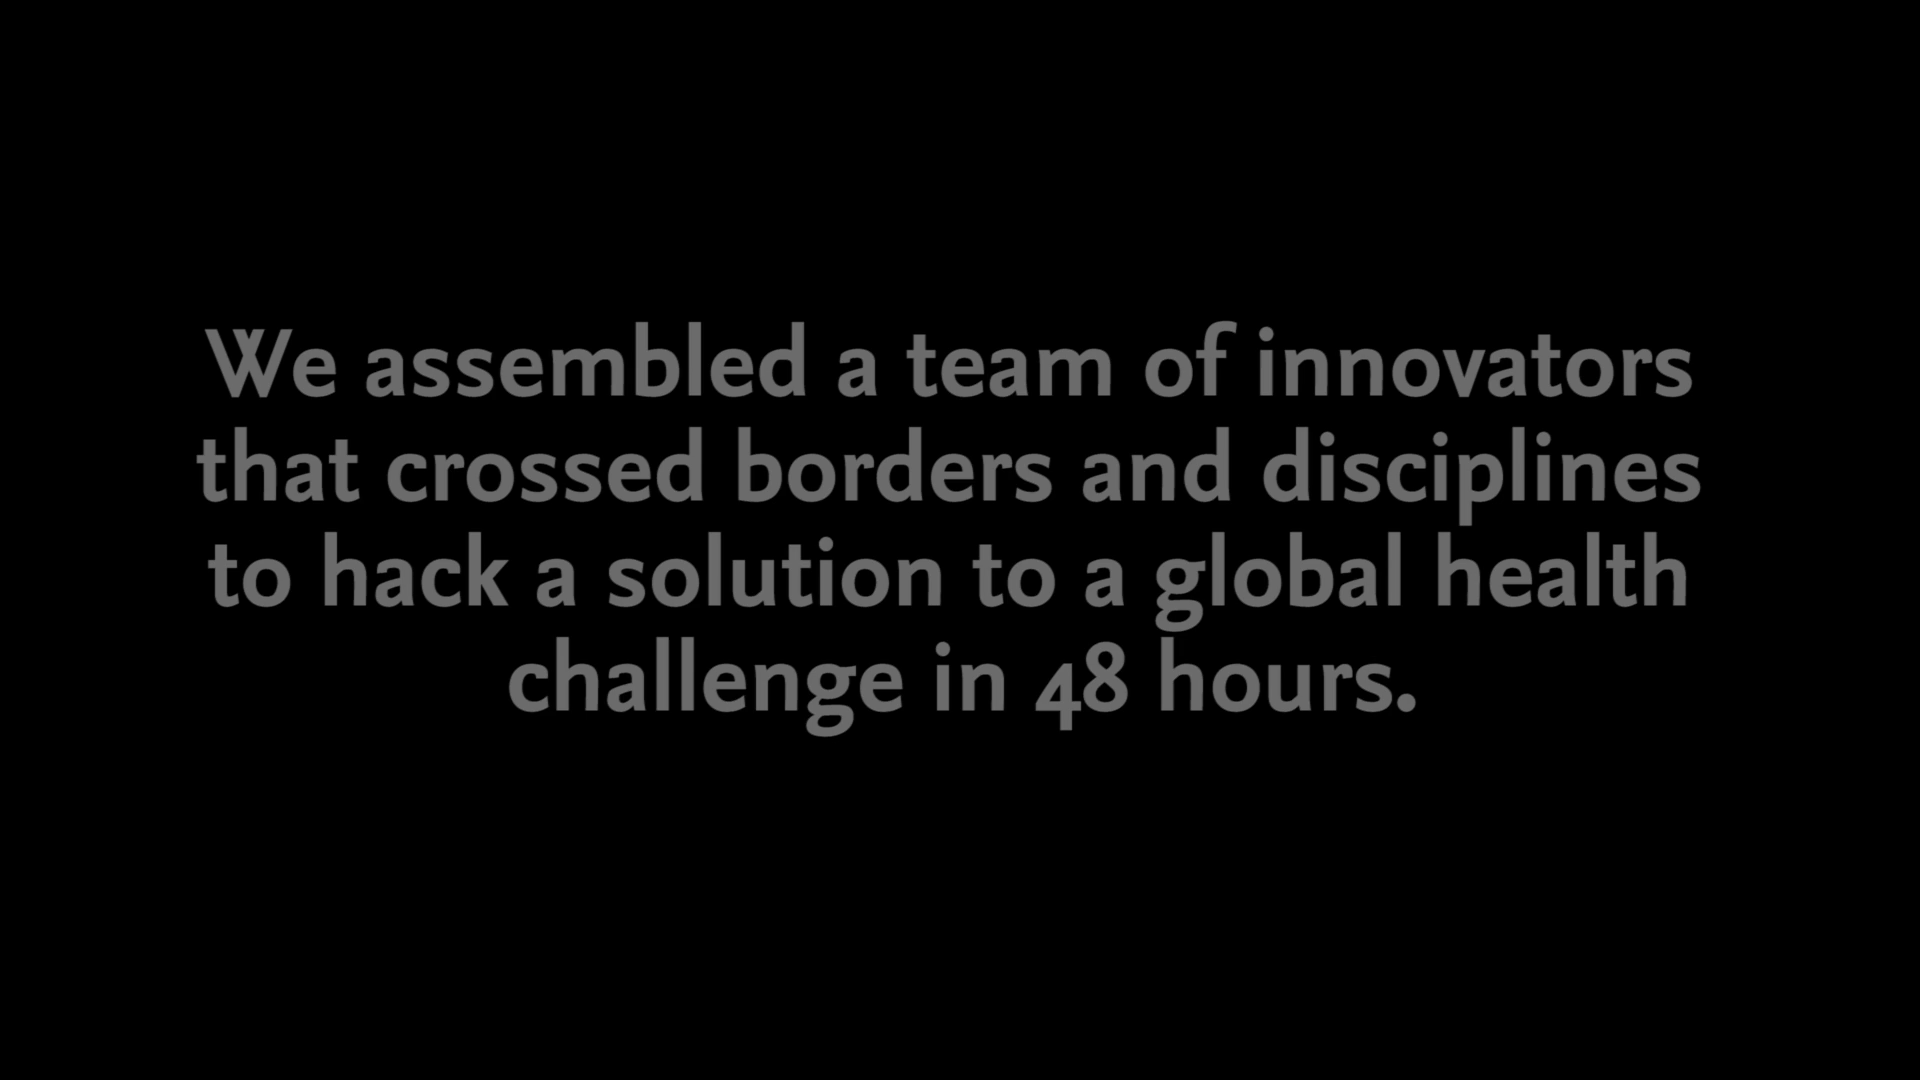 We assembled a team of innovators
that crossed borders and disciplines
to hack a solution to a global health
challenge in 48 hours.